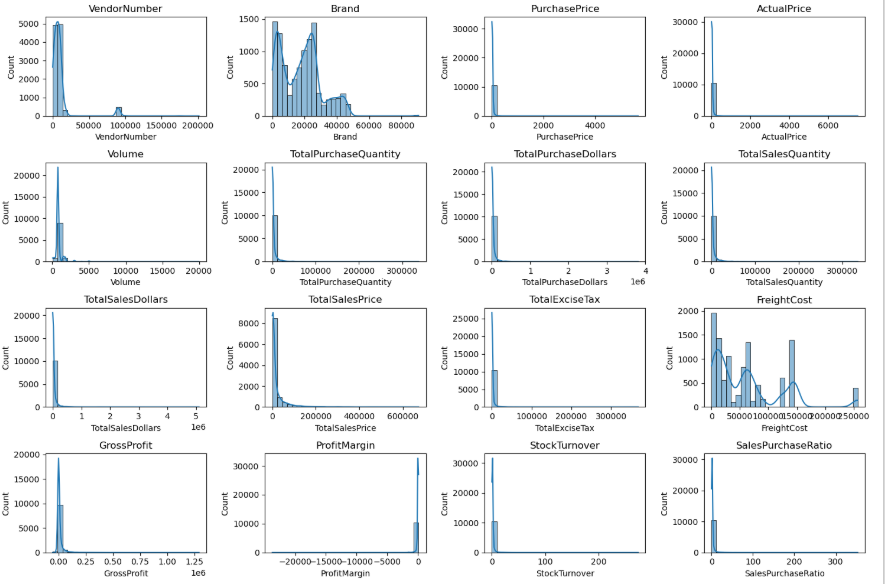 VendorNumber Brand PurchasePrice ActualPrice
Count 5000 4000 3000 2000 1000 0
0 50000 100000 150000 200000
VendorNumber
Count 1500 1000 500 0
0 20000 40000 60000 80000
Brand
Count 30000 20000 10000 0
0 2000 4000
PurchasePrice
Count 30000 20000 10000 0
0 2000 4000 6000
ActualPrice
Volume TotalPurchaseQuantity TotalPurchaseDollars TotalSalesQuantity
Count 20000 15000 10000 5000 0
0 5000 10000 15000 20000
Volume
Count 20000 15000 10000 5000 0
0 100000 200000 300000
TotalPurchaseQuantity
Count 20000 15000 10000 5000 0
0 1 2 3 4
TotalPurchaseDollars 1e6
Count 20000 15000 10000 5000 0
0 100000 200000 300000
TotalSalesQuantity
TotalSalesDollars TotalSalesPrice TotalExciseTax FreightCost
Count 20000 15000 10000 5000 0
0 1 2 3 4 5
TotalSalesDollars 1e6
Count 8000 6000 4000 2000 0
0 200000 400000 600000
TotalSalesPrice
Count 25000 20000 15000 10000 5000 0
0 100000 200000 300000
TotalExciseTax
Count 2000 1500 1000 500 0
0 50000 100000 150000 200000 250000
FreightCost
GrossProfit ProfitMargin StockTurnover SalesPurchaseRatio
Count 20000 15000 10000 5000 0
0.00 0.25 0.50 0.75 1.00 1.25
GrossProfit 1e6
Count 30000 20000 10000 0
−20000 −15000 −10000 −5000 0
ProfitMargin
Count 30000 20000 10000 0
0 100 200
StockTurnover
Count 30000 20000 10000 0
0 100 200 300
SalesPurchaseRatio